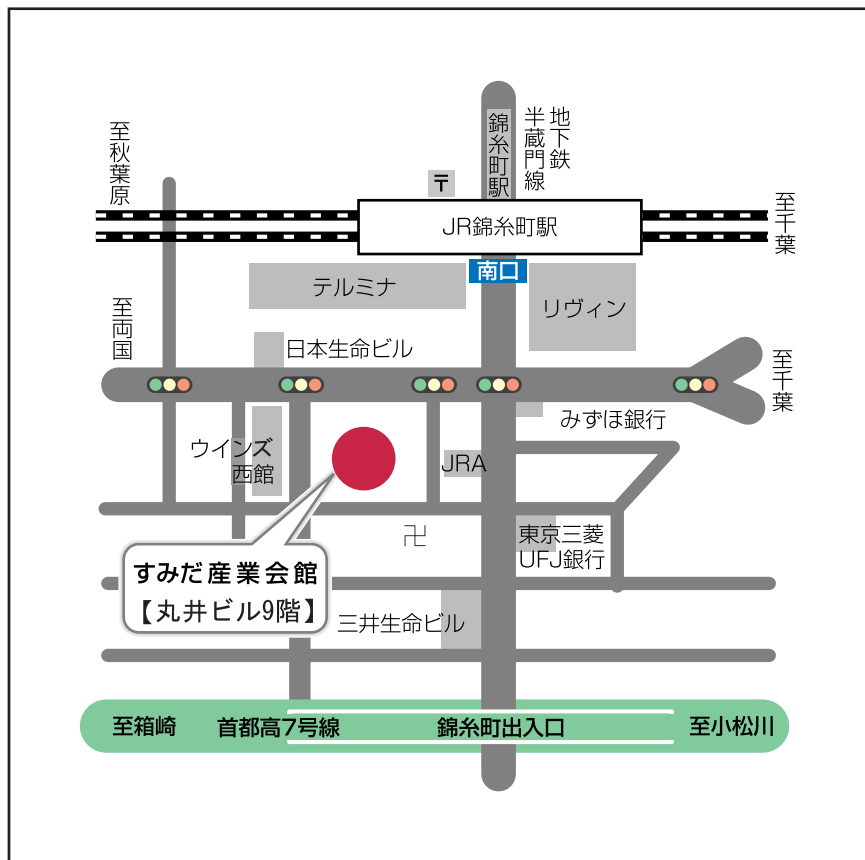 至秋葉原
地下鉄
半蔵門線
錦糸町駅
〒
JR錦糸町駅
至千葉
南口
テルミナ
リヴィン
至両国
日本生命ビル
至千葉
みずほ銀行
ウインズ
西館
JRA
卍
東京三菱
UFJ銀行
すみだ産業会館
【丸井ビル9階】
三井生命ビル
至箱崎
首都高7号線
錦糸町出入口
至小松川